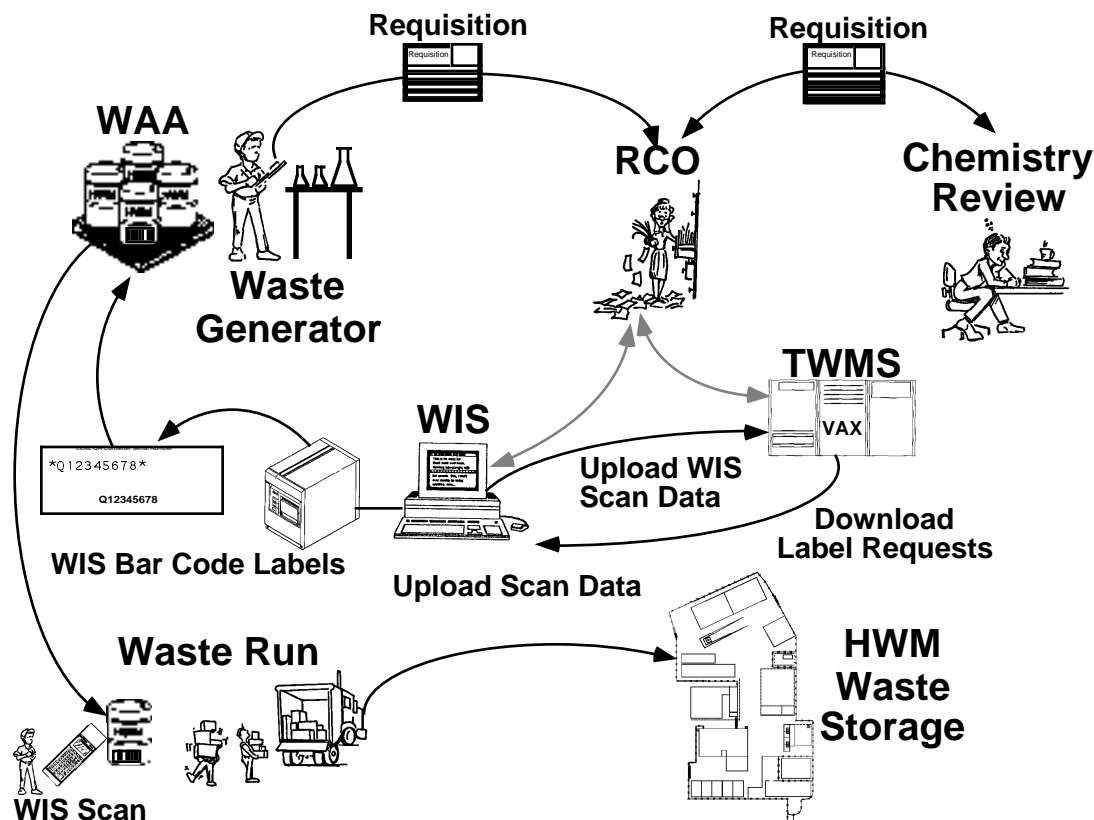 Requisition
Requisition
Requisition
Requisition
WAA
RCO
Chemistry
Review
Waste
Generator
TWMS
VAX
WIS
*Q12345678*
Q12345678
Upload WIS
Scan Data
Download
Label Requests
WIS Bar Code Labels
Upload Scan Data
Waste Run
HWM
Waste
Storage
WIS Scan